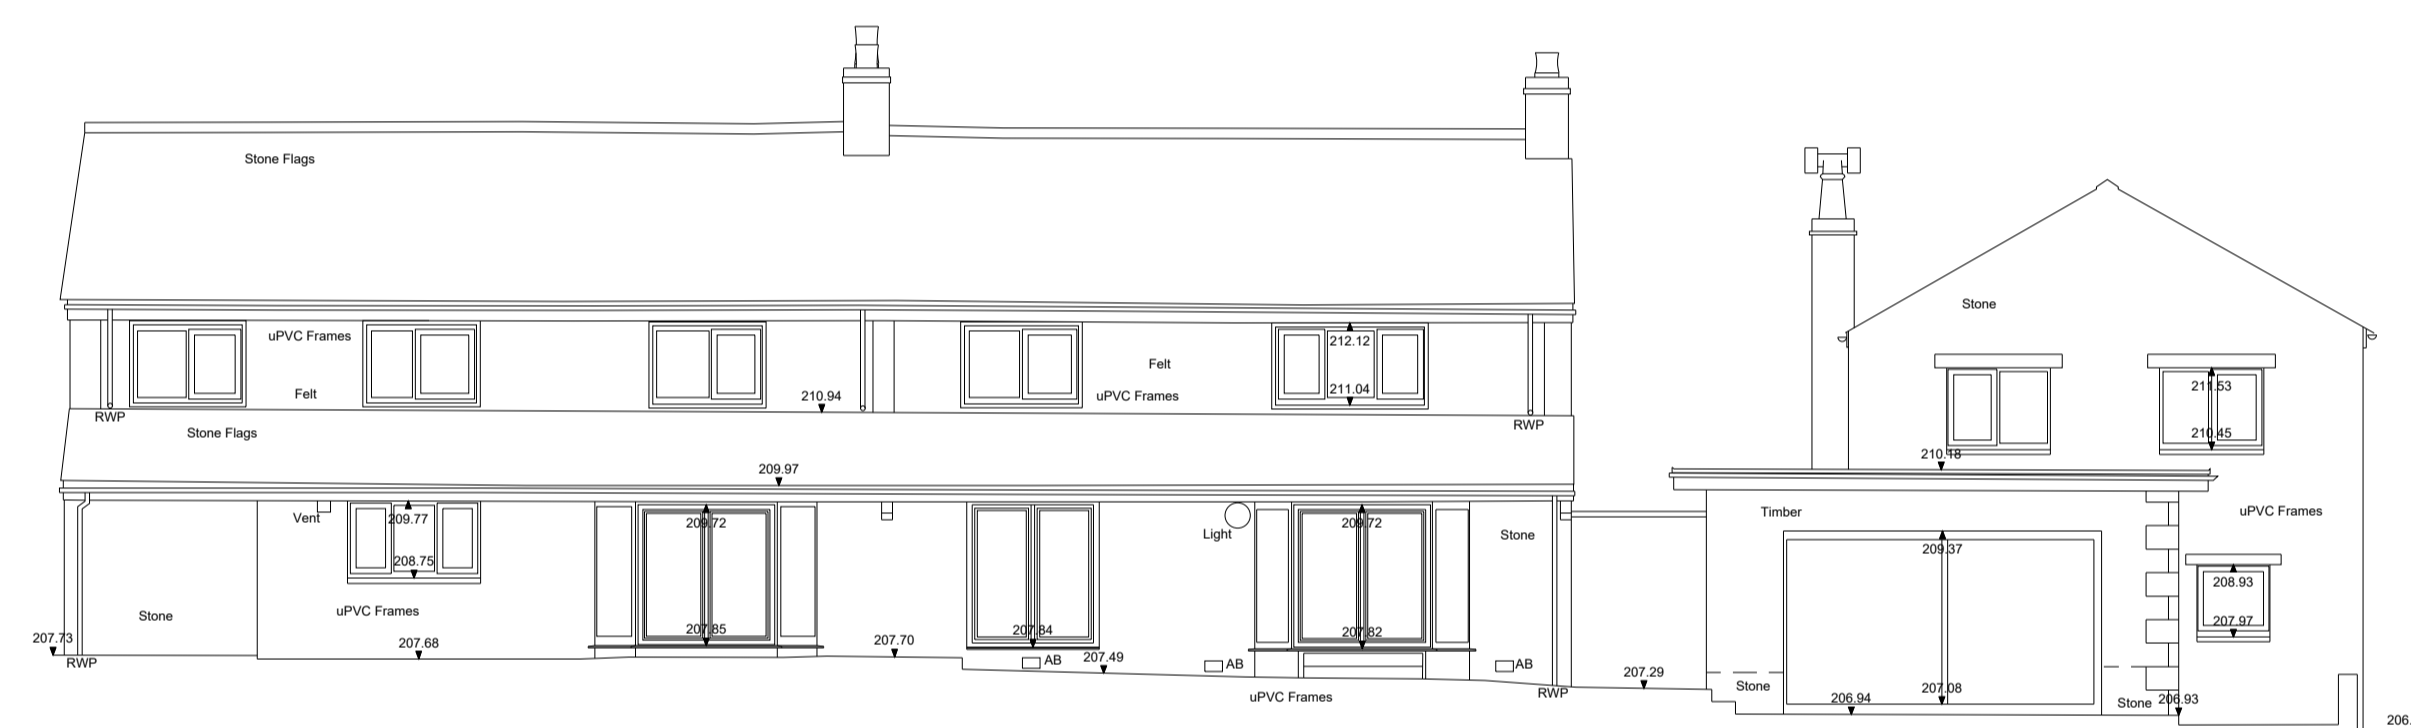 Stone Flags
Stone
uPVC Frames
212.12
Felt
211.04
211.53
Felt
uPVC Frames
210.94
RWP
RWP
Stone Flags
210.45
210.18
209.97
Vent
209.77
209.72
Light
209.72
Stone
Timber
uPVC Frames
209.37
208.75
208.93
uPVC Frames
Stone
207.97
207.73
207.68
207.85
207.70
207.84
207.82
RWP
AB
207.49
AB
AB
207.29
Stone
207.08
RWP
uPVC Frames
206.94
Stone
206.93
206.